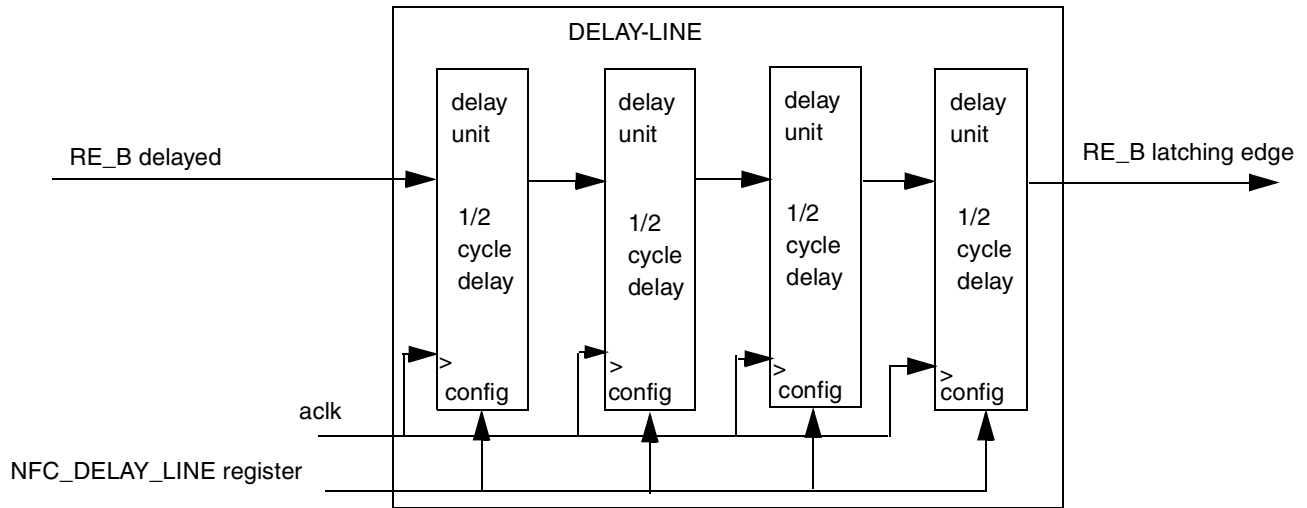 DELAY-LINE
delay
unit
1/2
cycle
delay
>
config
delay
unit
1/2
cycle
delay
>
config
delay
unit
1/2
cycle
delay
>
config
delay
unit
1/2
cycle
delay
>
config
RE_B delayed
RE_B latching edge
aclk
NFC_DELAY_LINE register